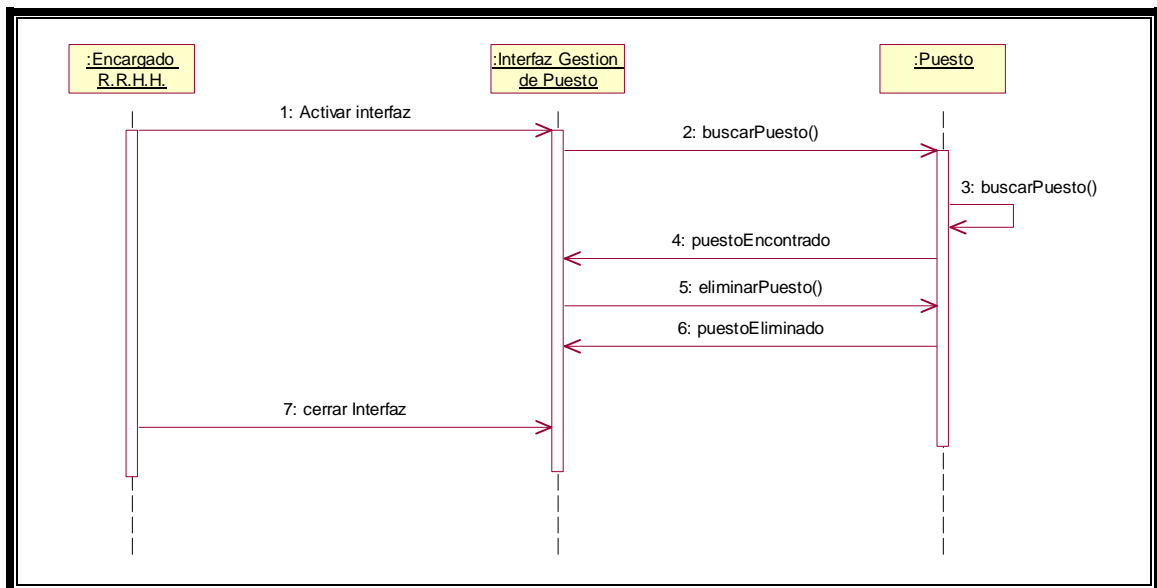 :Encargado
R.R.H.H.
:Interfaz Gestion
de Puesto
:Puesto
1: Activar interfaz
2: buscarPuesto()
3: buscarPuesto()
4: puestoEncontrado
5: eliminarPuesto()
6: puestoEliminado
7: cerrar Interfaz